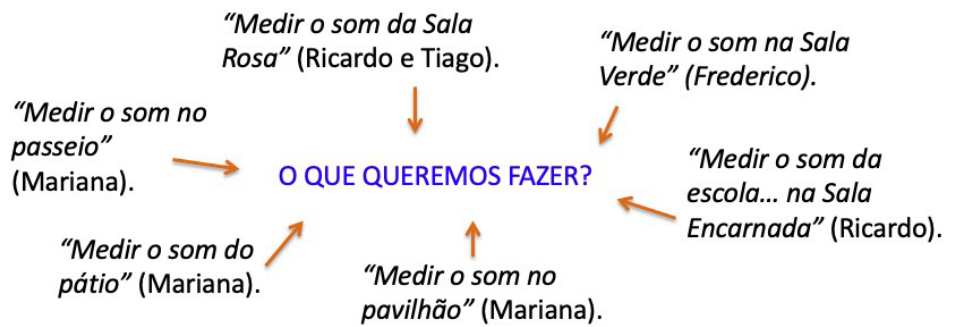 “Medir o som da Sala
Rosa” (Ricardo e Tiago).
“Medir o som na Sala
Verde” (Frederico).
“Medir o som no
passeio”
(Mariana).
O QUE QUEREMOS FAZER?
“Medir o som da
escola... na Sala
Encarnada” (Ricardo).
“Medir o som do
pátio” (Mariana).
“Medir o som no
pavilhão” (Mariana).